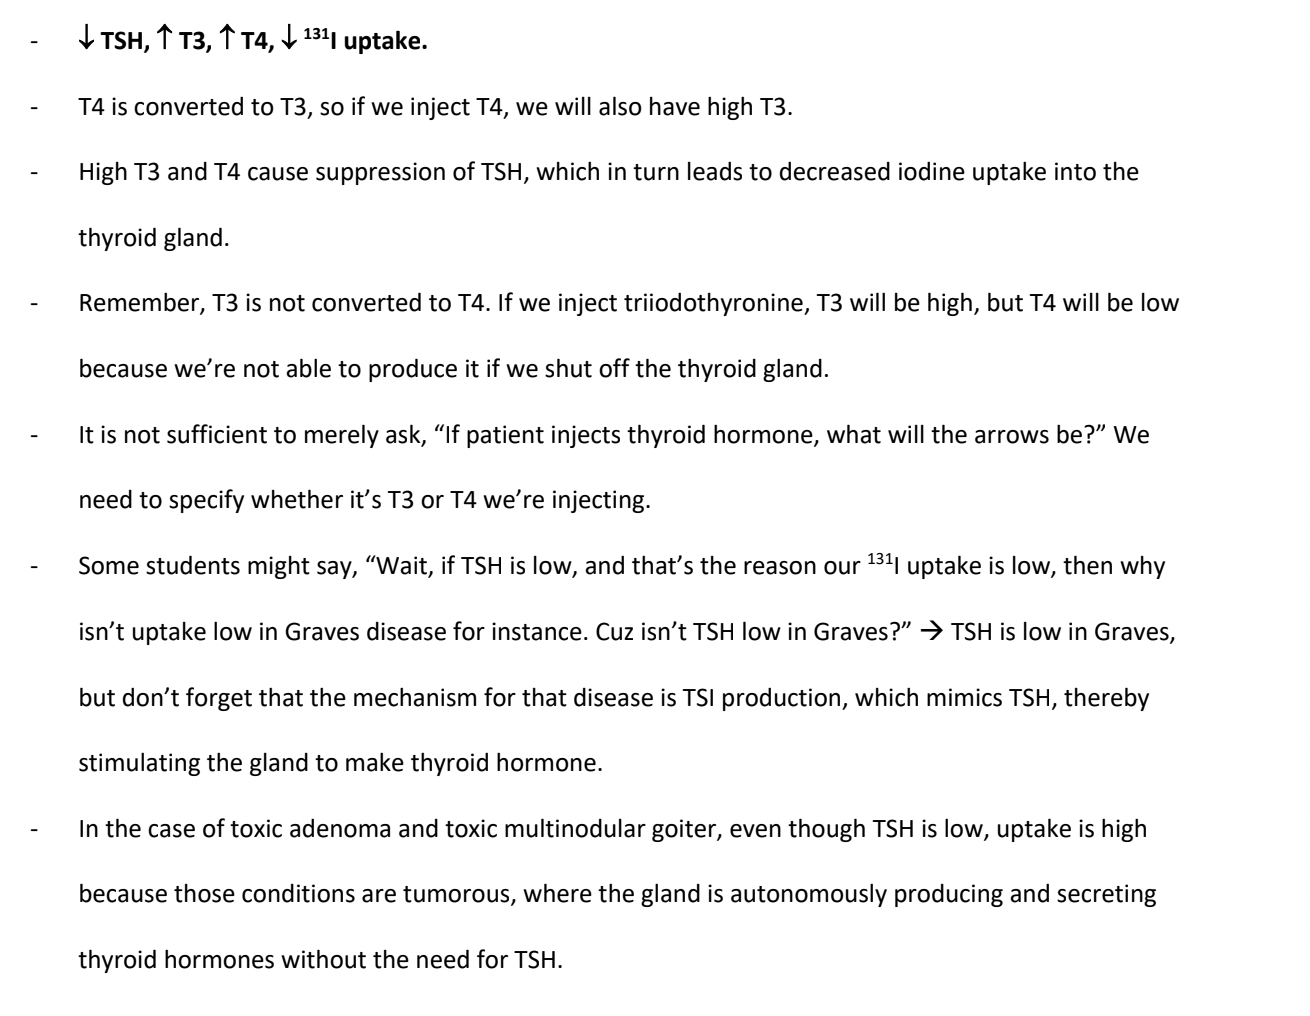 - ↓ TSH, ↑ T3, ↑ T4, ↓ ¹³¹I uptake.
- T4 is converted to T3, so if we inject T4, we will also have high T3.
- High T3 and T4 cause suppression of TSH, which in turn leads to decreased iodine uptake into the
thyroid gland.
- Remember, T3 is not converted to T4. If we inject triiodothyronine, T3 will be high, but T4 will be low
because we’re not able to produce it if we shut off the thyroid gland.
- It is not sufficient to merely ask, “If patient injects thyroid hormone, what will the arrows be?” We
need to specify whether it’s T3 or T4 we’re injecting.
- Some students might say, “Wait, if TSH is low, and that’s the reason our ¹³¹I uptake is low, then why
isn’t uptake low in Graves disease for instance. Cuz isn’t TSH low in Graves?” → TSH is low in Graves,
but don’t forget that the mechanism for that disease is TSI production, which mimics TSH, thereby
stimulating the gland to make thyroid hormone.
- In the case of toxic adenoma and toxic multinodular goiter, even though TSH is low, uptake is high
because those conditions are tumorous, where the gland is autonomously producing and secreting
thyroid hormones without the need for TSH.